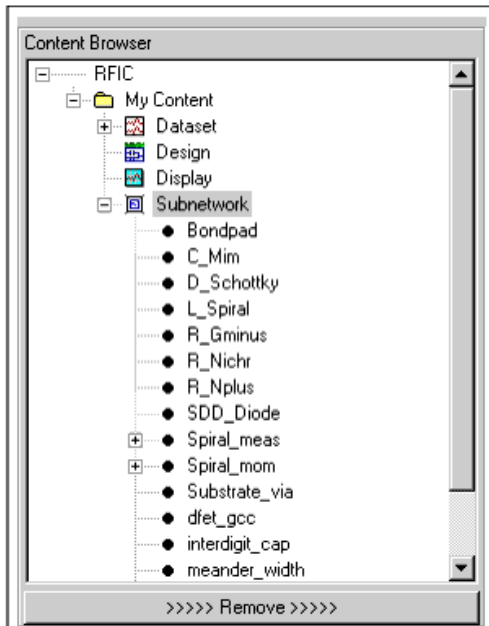 Content Browser
RFIC
My Content
Dataset
Design
Display
Subnetwork
Bondpad
C_Mim
D_Schottky
L_Spiral
R_Gminus
R_Nichr
R_Nplus
SDD_Diode
Spiral_meas
Spiral_mom
Substrate_via
dfet_gcc
interdigit_cap
meander_width
>>>>> Remove >>>>>